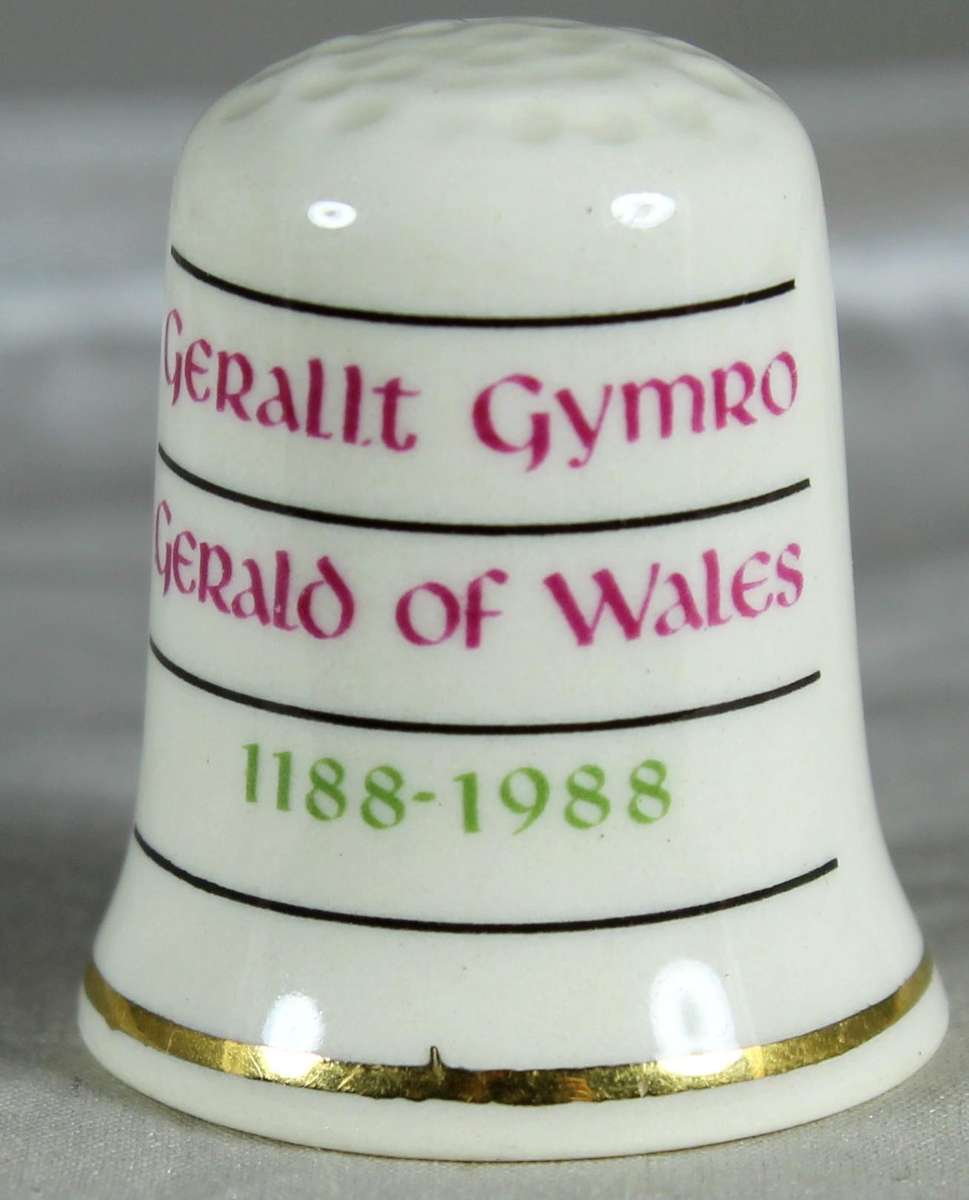 Gerallt Gymro
Gerald of Wales
1188-1988